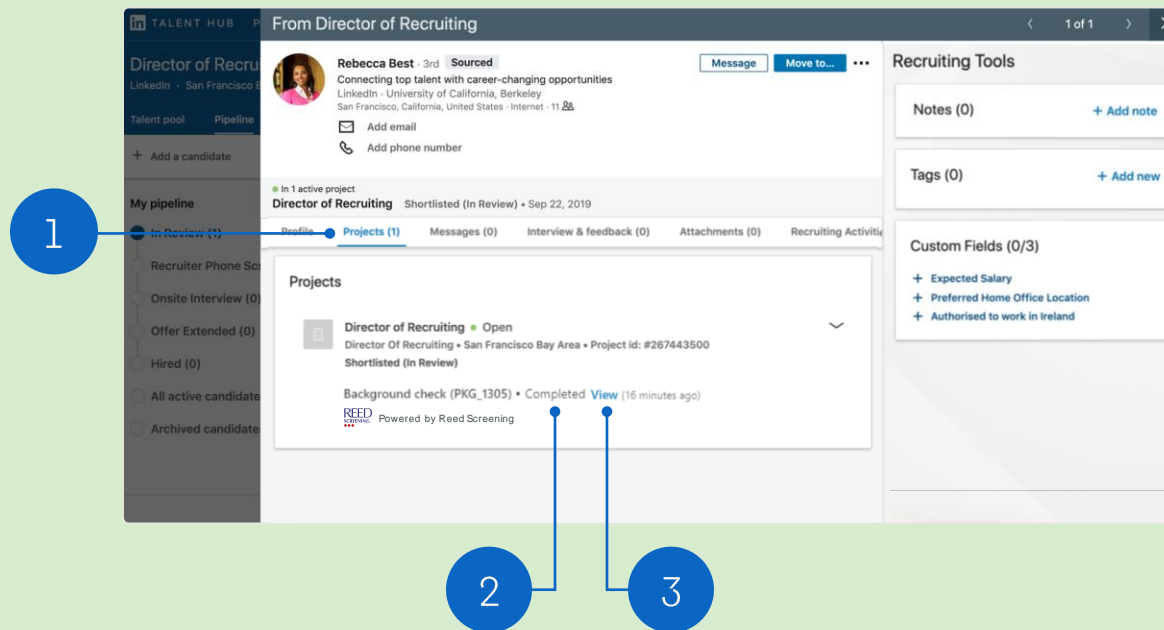 in TALENT HUB P
From Director of Recruiting
1 of 1
Director of Recru
LinkedIn · San Francisco B
Talent pool Pipeline
+ Add a candidate
My pipeline
In Review (1)
Recruiter Phone Scr
Onsite Interview (0)
Offer Extended (0)
Hired (0)
All active candidate
Archived candidate
Rebecca Best · 3rd Sourced
Connecting top talent with career-changing opportunities
LinkedIn · University of California, Berkeley
San Francisco, California, United States · Internet · 11
Add email
Add phone number
Message Move to... •••
In 1 active project
Director of Recruiting Shortlisted (In Review) • Sep 22, 2019
Profile Projects (1) Messages (0) Interview & feedback (0) Attachments (0) Recruiting Activitie
Projects
Director of Recruiting • Open
Director Of Recruiting • San Francisco Bay Area • Project id: #267443500
Shortlisted (In Review)
Background check (PKG_1305) • Completed View (16 minutes ago)
REED
SCREENING
Powered by Reed Screening
Recruiting Tools
Notes (0) + Add note
Tags (0) + Add new
Custom Fields (0/3)
+ Expected Salary
+ Preferred Home Office Location
+ Authorised to work in Ireland
1
2
3